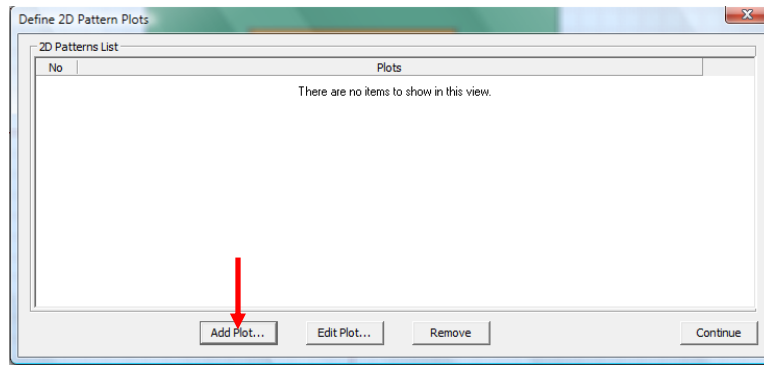 Define 2D Pattern Plots
2D Patterns List
No Plots
There are no items to show in this view.
Add Plot... Edit Plot... Remove Continue